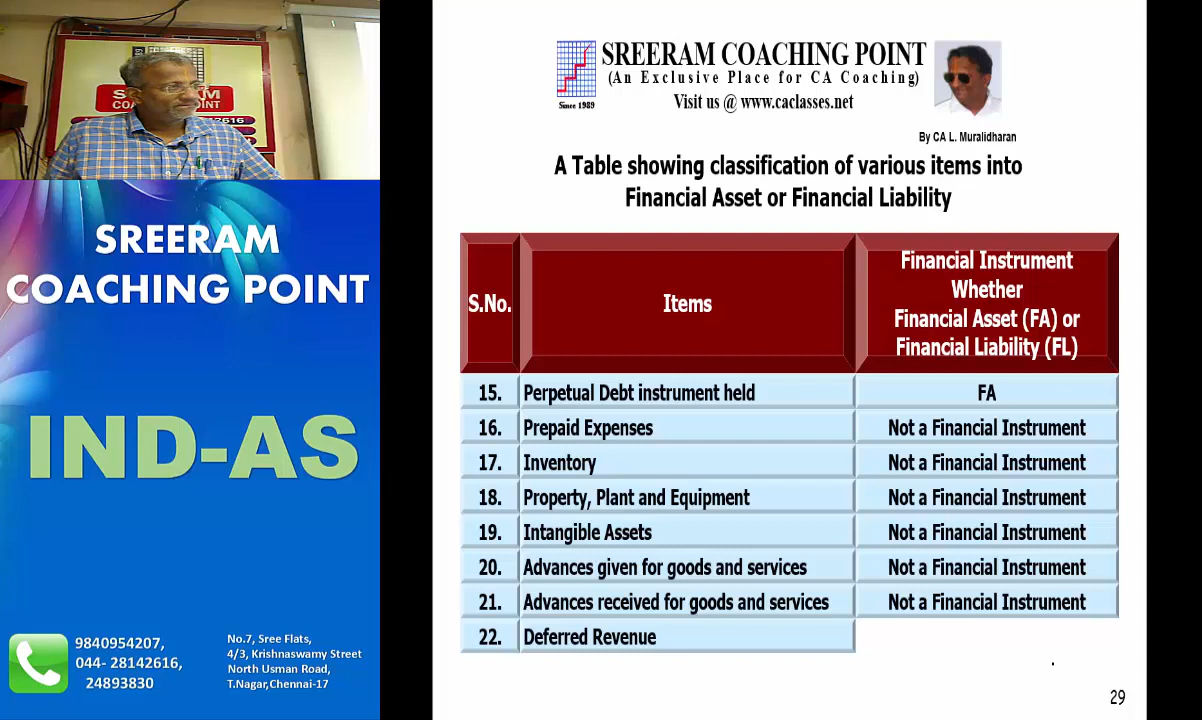 SREERAM
COACHING POINT
IND-AS
9840954207,
044- 28142616,
24893830
No.7, Sree Flats,
4/3, Krishnaswamy Street
North Usman Road,
T.Nagar,Chennai-17
SREERAM COACHING POINT
(An Exclusive Place for CA Coaching)
Since 1989
Visit us @ www.caclasses.net
By CA L. Muralidharan
A Table showing classification of various items into
Financial Asset or Financial Liability
S.No. Items Financial Instrument
Whether
Financial Asset (FA) or
Financial Liability (FL)
15. Perpetual Debt instrument held FA
16. Prepaid Expenses Not a Financial Instrument
17. Inventory Not a Financial Instrument
18. Property, Plant and Equipment Not a Financial Instrument
19. Intangible Assets Not a Financial Instrument
20. Advances given for goods and services Not a Financial Instrument
21. Advances received for goods and services Not a Financial Instrument
22. Deferred Revenue
29